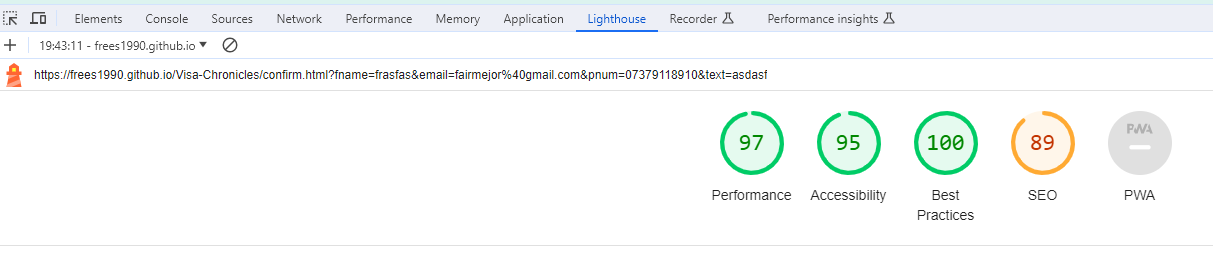 Elements Console Sources Network Performance Memory Application Lighthouse Recorder Performance insights
19:43:11 - frees1990.github.io
https://frees1990.github.io/Visa-Chronicles/confirm.html?fname=frasfas&email=fairmejor%40gmail.com&pnum=07379118910&text=asdasf
97 95 100 89 PWA
Performance Accessibility Best Practices SEO PWA